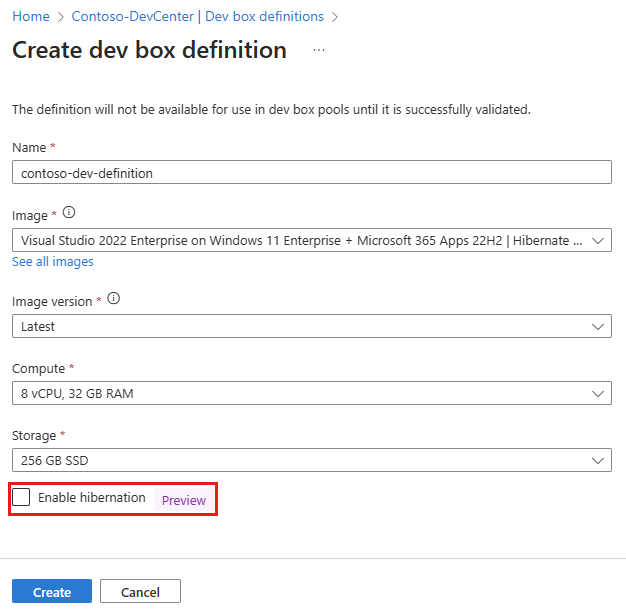 Home > Contoso-DevCenter | Dev box definitions >
Create dev box definition ...
The definition will not be available for use in dev box pools until it is successfully validated.
Name *
contoso-dev-definition
Image *
Visual Studio 2022 Enterprise on Windows 11 Enterprise + Microsoft 365 Apps 22H2 | Hibernate ...
See all images
Image version *
Latest
Compute *
8 vCPU, 32 GB RAM
Storage *
256 GB SSD
Enable hibernation Preview
Create Cancel